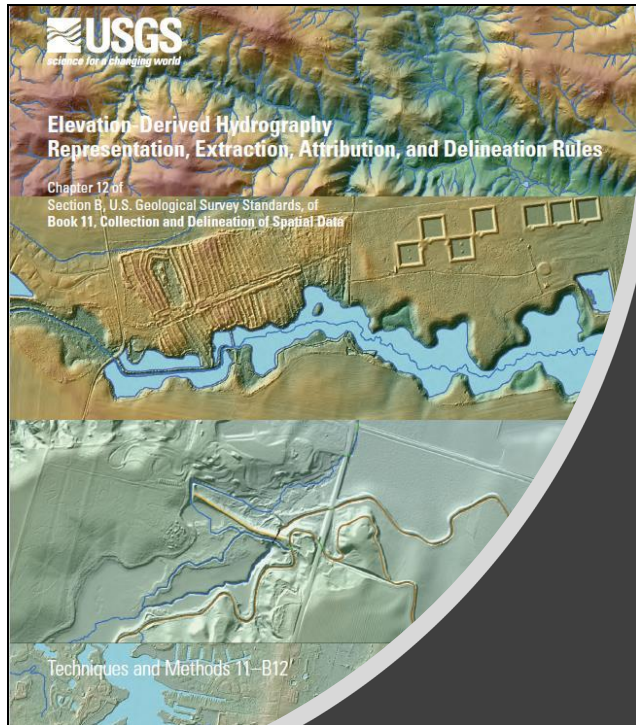 USGS
science for a changing world
Elevation-Derived Hydrography
Representation, Extraction, Attribution, and Delineation Rules
Chapter 12 of
Section B, U.S. Geological Survey Standards, of
Book 11, Collection and Delineation of Spatial Data
Techniques and Methods 11–B12